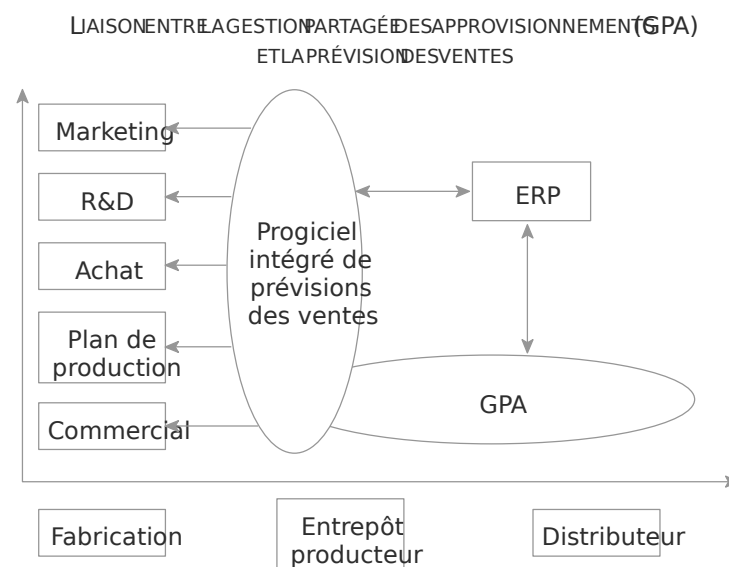 LIAISON ENTRE LA GESTION PARTAGÉE DES APPROVISIONNEMENTS (GPA)
ET LA PRÉVISION DES VENTES
Marketing
R&D
Achat
Plan de
production
Commercial
Progiciel
intégré de
prévisions
des ventes
ERP
GPA
Fabrication
Entrepôt
producteur
Distributeur